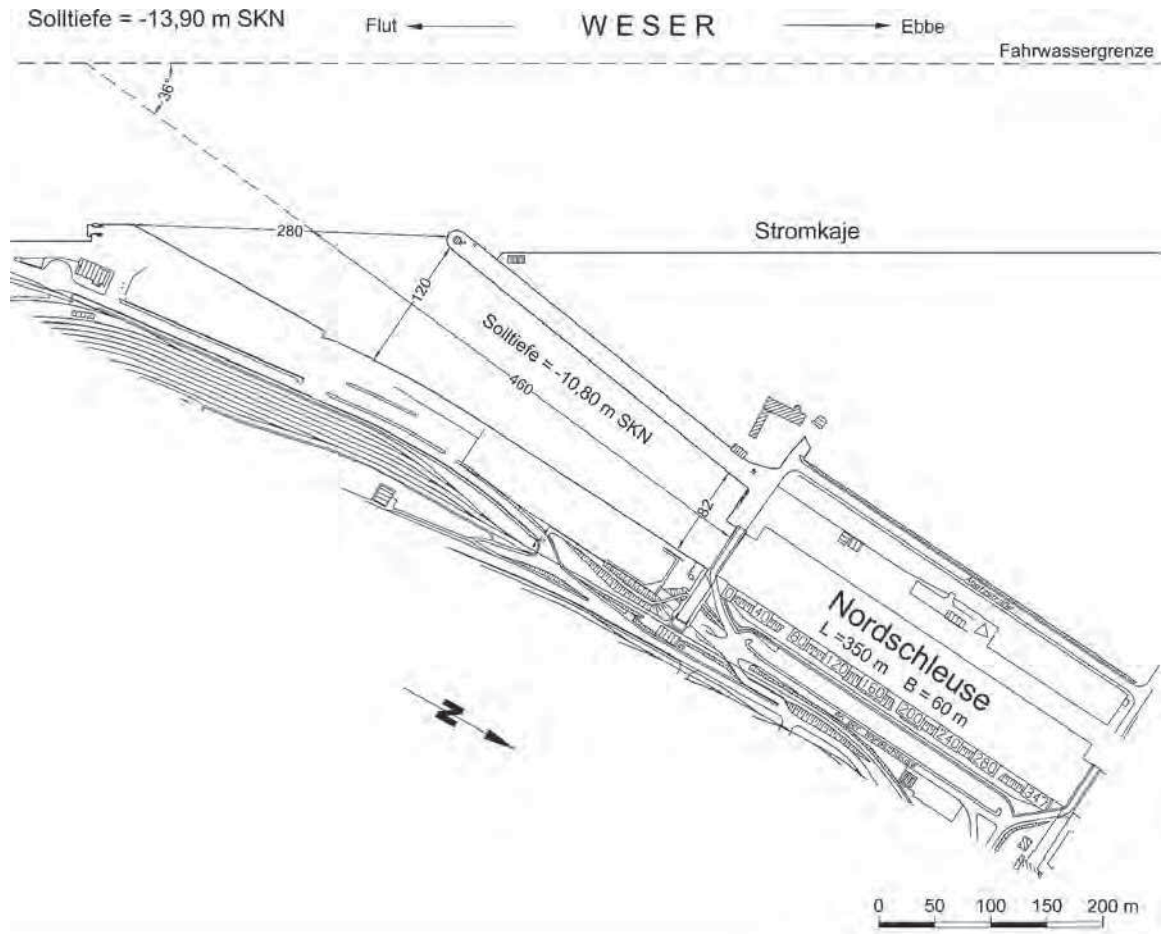 Solltiefe = -13,90 m SKN
Flut
WESER
Ebbe
Fahrwassergrenze
36°
280
Stromkaje
120
Solltiefe = -10,80 m SKN
460
82
Nordschleuse
L =350 m B = 60 m
0
40
80
120
160
200
240
280
347
N
0 50 100 150 200 m